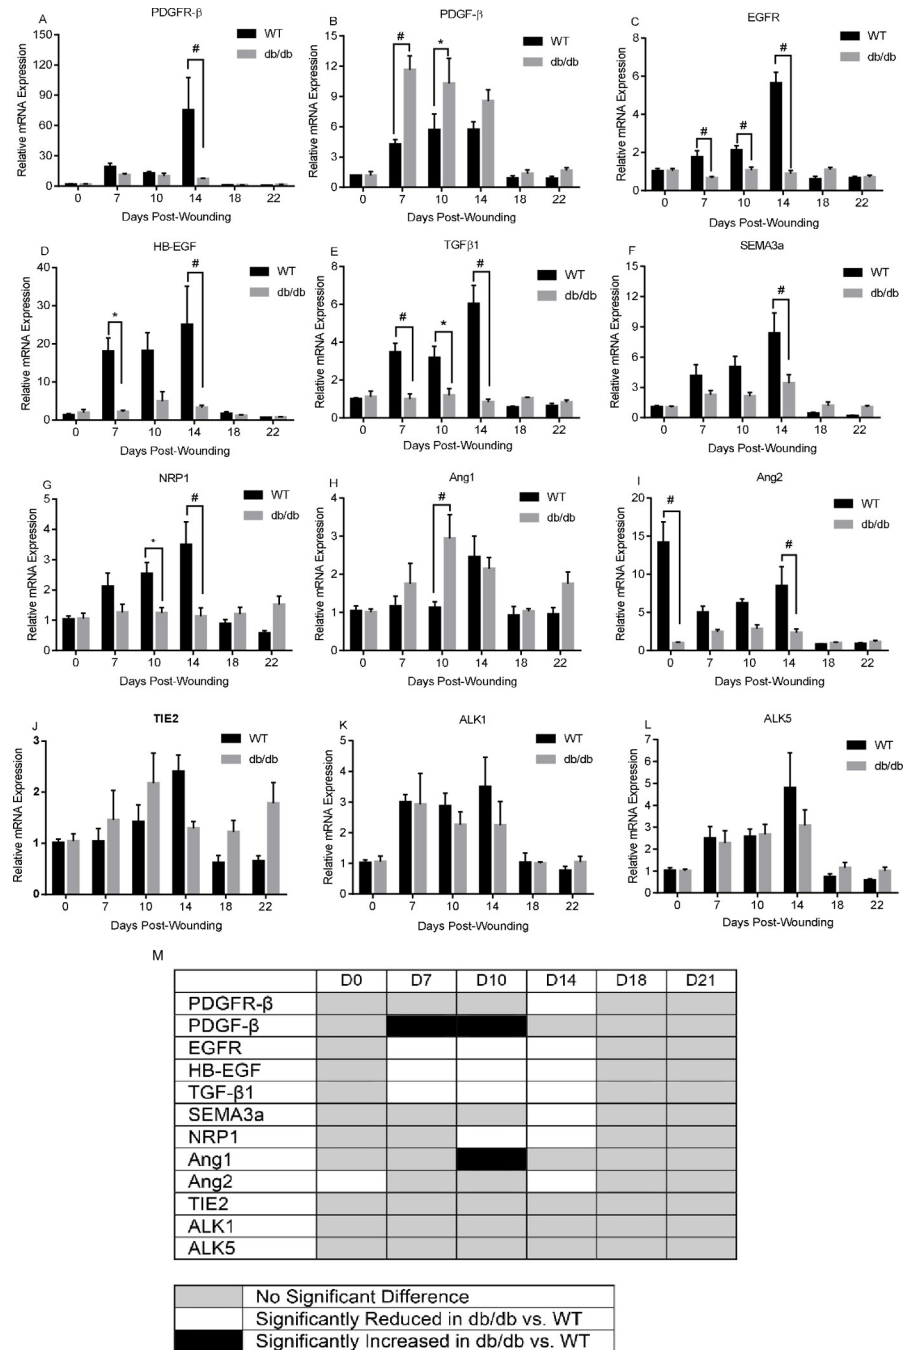 A
PDGFR-β
Relative mRNA Expression
150
120
90
60
30
0
#
WT
db/db
0 7 10 14 18 22
Days Post-Wounding
B
PDGF-β
Relative mRNA Expression
15
12
9
6
3
0
# *
WT
db/db
0 7 10 14 18 22
Days Post-Wounding
C
EGFR
Relative mRNA Expression
8
6
4
2
0
# # #
WT
db/db
0 7 10 14 18 22
Days Post-Wounding
D
HB-EGF
Relative mRNA Expression
40
30
20
10
0
* #
WT
db/db
0 7 10 14 18 22
Days Post-Wounding
E
TGFβ1
Relative mRNA Expression
8
6
4
2
0
# * #
WT
db/db
0 7 10 14 18 22
Days Post-Wounding
F
SEMA3a
Relative mRNA Expression
15
12
9
6
3
0
#
WT
db/db
0 7 10 14 18 22
Days Post-Wounding
G
NRP1
Relative mRNA Expression
5
4
3
2
1
0
* #
WT
db/db
0 7 10 14 18 22
Days Post-Wounding
H
Ang1
Relative mRNA Expression
4
3
2
1
0
#
WT
db/db
0 7 10 14 18 22
Days Post-Wounding
I
Ang2
Relative mRNA Expression
20
15
10
5
0
# #
WT
db/db
0 7 10 14 18 22
Days Post-Wounding
J
TIE2
Relative mRNA Expression
3
2
1
0
WT
db/db
0 7 10 14 18 22
Days Post-Wounding
K
ALK1
Relative mRNA Expression
5
4
3
2
1
0
WT
db/db
0 7 10 14 18 22
Days Post-Wounding
L
ALK5
Relative mRNA Expression
7
6
5
4
3
2
1
0
WT
db/db
0 7 10 14 18 22
Days Post-Wounding
M
D0 D7 D10 D14 D18 D21
PDGFR-β
PDGF-β
EGFR
HB-EGF
TGF-β1
SEMA3a
NRP1
Ang1
Ang2
TIE2
ALK1
ALK5
No Significant Difference
Significantly Reduced in db/db vs. WT
Significantly Increased in db/db vs. WT